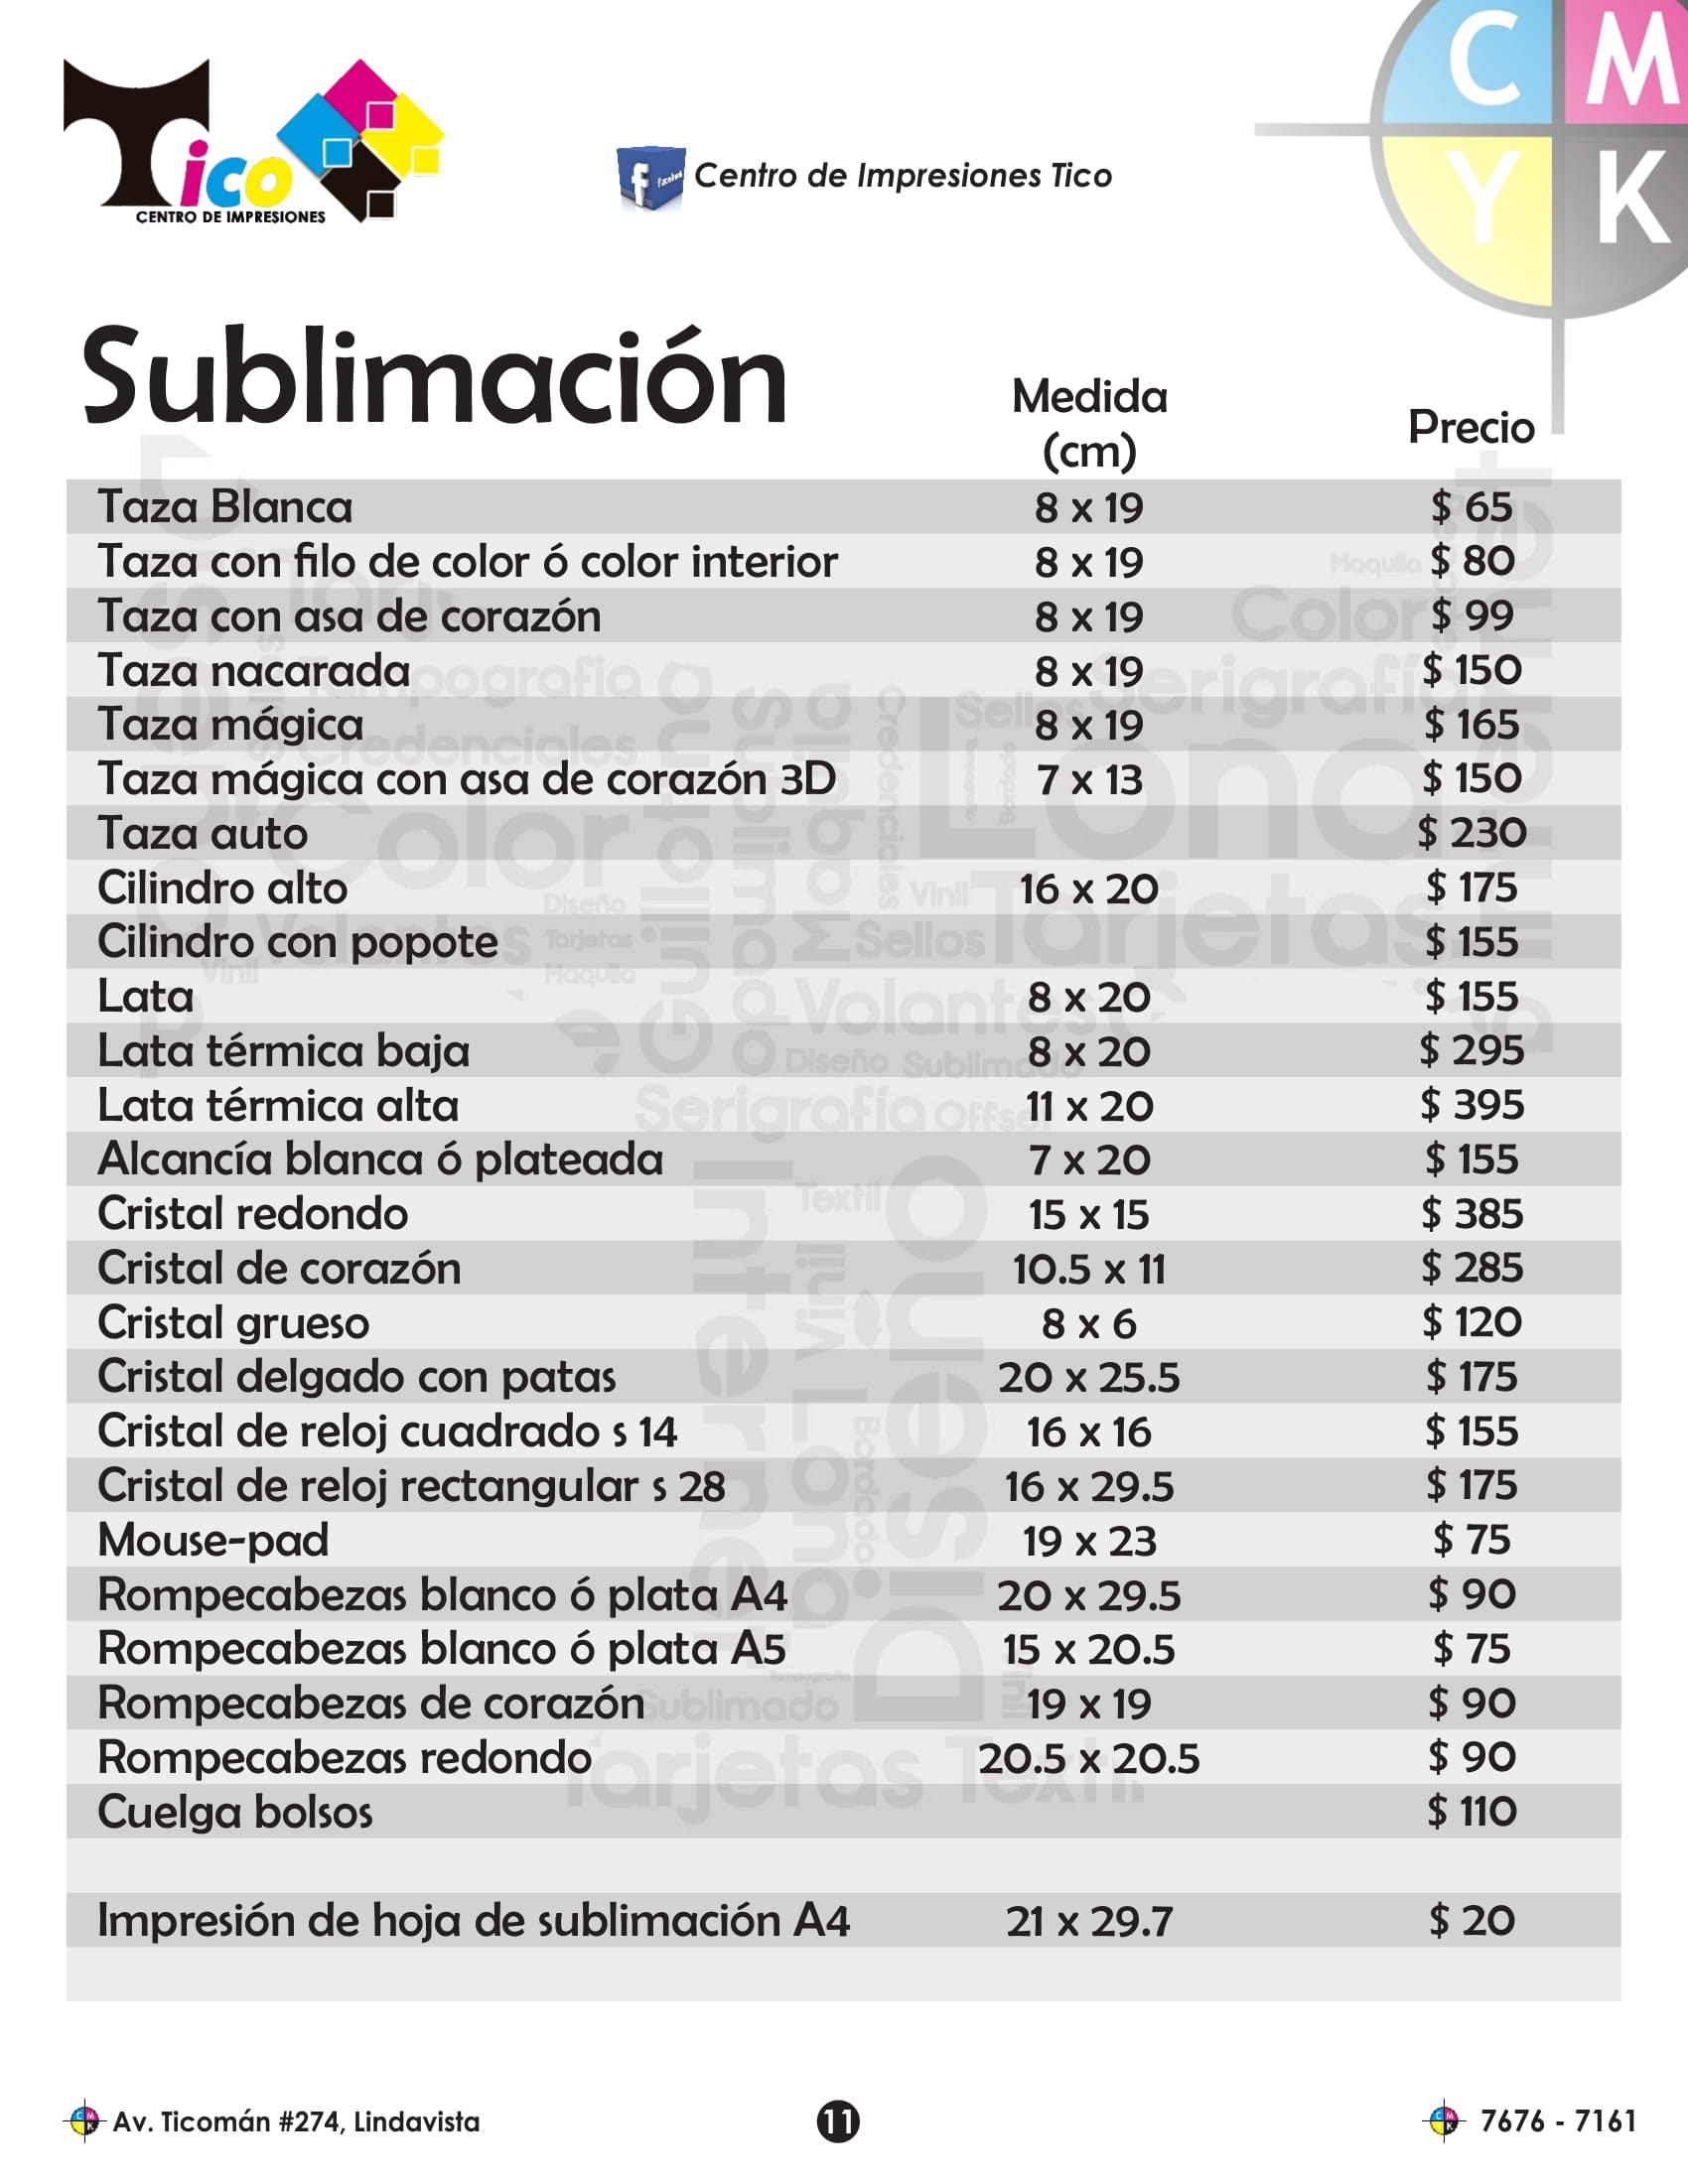 Tico
CENTRO DE IMPRESIONES
facebook
Centro de Impresiones Tico
C M
Y K
Sublimación
Medida
(cm)
Precio
Taza Blanca 8 x 19 $ 65
Taza con filo de color ó color interior 8 x 19 $ 80
Taza con asa de corazón 8 x 19 $ 99
Taza nacarada 8 x 19 $ 150
Taza mágica 8 x 19 $ 165
Taza mágica con asa de corazón 3D 7 x 13 $ 150
Taza auto $ 230
Cilindro alto 16 x 20 $ 175
Cilindro con popote $ 155
Lata 8 x 20 $ 155
Lata térmica baja 8 x 20 $ 295
Lata térmica alta 11 x 20 $ 395
Alcancía blanca ó plateada 7 x 20 $ 155
Cristal redondo 15 x 15 $ 385
Cristal de corazón 10.5 x 11 $ 285
Cristal grueso 8 x 6 $ 120
Cristal delgado con patas 20 x 25.5 $ 175
Cristal de reloj cuadrado s 14 16 x 16 $ 155
Cristal de reloj rectangular s 28 16 x 29.5 $ 175
Mouse-pad 19 x 23 $ 75
Rompecabezas blanco ó plata A4 20 x 29.5 $ 90
Rompecabezas blanco ó plata A5 15 x 20.5 $ 75
Rompecabezas de corazón 19 x 19 $ 90
Rompecabezas redondo 20.5 x 20.5 $ 90
Cuelga bolsos $ 110
Impresión de hoja de sublimación A4 21 x 29.7 $ 20
Av. Ticomán #274, Lindavista
11
7676 - 7161